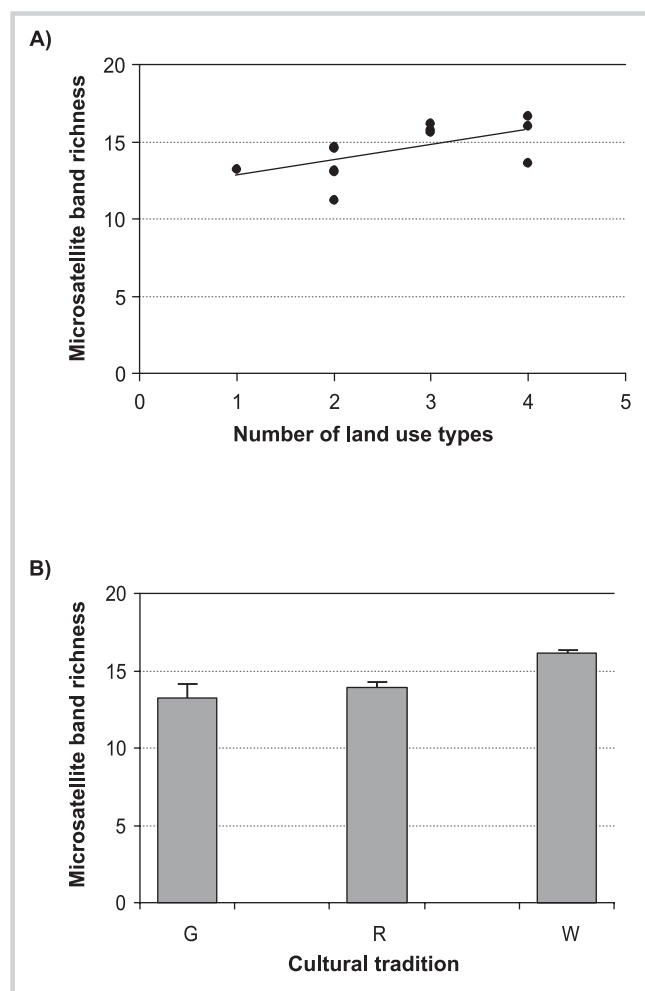 A)
20
15
10
5
0
0 1 2 3 4 5
Microsatellite band richness
Number of land use types
B)
20
15
10
5
0
G R W
Microsatellite band richness
Cultural tradition